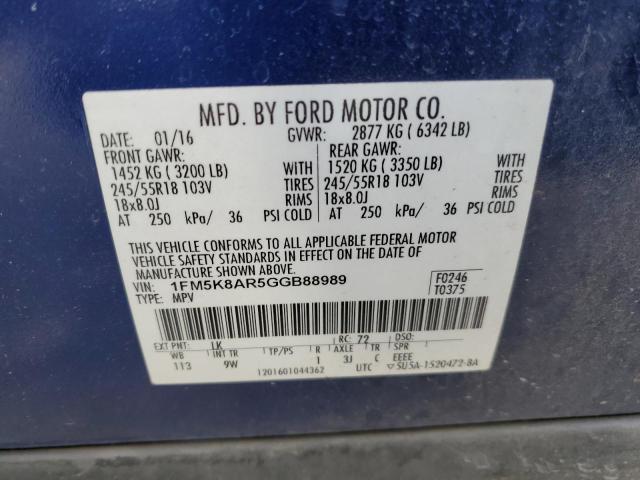 MFD. BY FORD MOTOR CO.
DATE: 01/16 GVWR: 2877 KG ( 6342 LB)
FRONT GAWR: REAR GAWR:
1452 KG ( 3200 LB) WITH 1520 KG ( 3350 LB) WITH
245/55R18 103V TIRES 245/55R18 103V TIRES
18x8.0J RIMS 18x8.0J RIMS
AT 250 kPa/ 36 PSI COLD AT 250 kPa/ 36 PSI COLD
THIS VEHICLE CONFORMS TO ALL APPLICABLE FEDERAL MOTOR
VEHICLE SAFETY STANDARDS IN EFFECT ON THE DATE OF
MANUFACTURE SHOWN ABOVE.
VIN: 1FM5K8AR5GGB88989 F0246
TYPE: MPV T0375
EXT PNT: LK RC: 72 DSO:
WB INT TR TP/PS R AXLE TR C EEEE
113 9W 1 3J
1201601044362 UTC ▽5U5A-1520472-8A